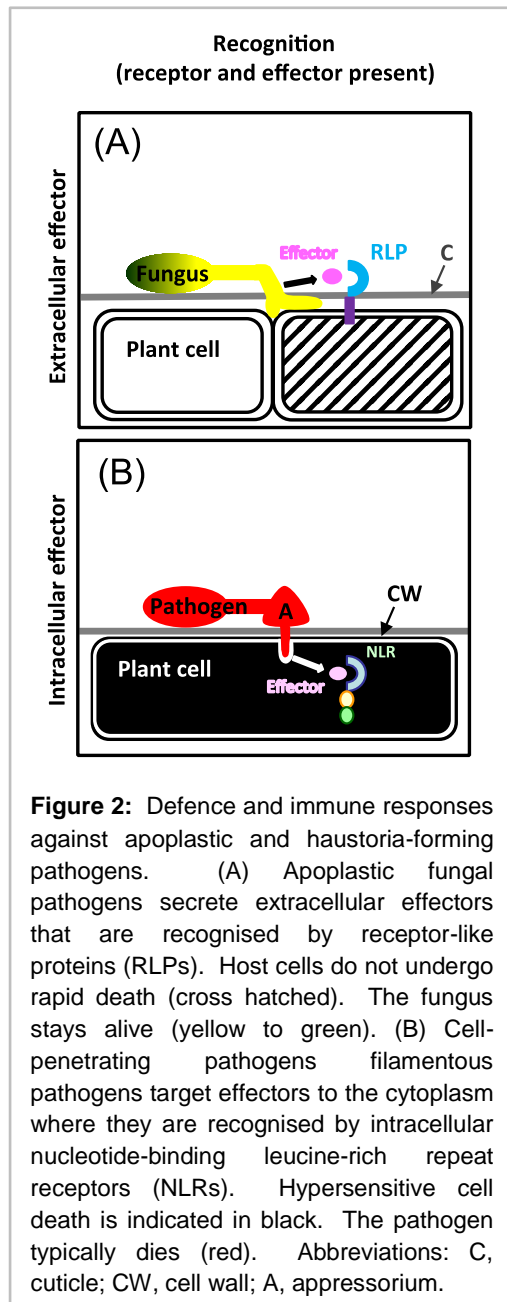 Recognition
(receptor and effector present)
Extracellular effector
(A)
Effector
RLP
C
Fungus
Plant cell
Intracellular effector
(B)
CW
Pathogen
A
NLR
Plant cell
Effector
Figure 2: Defence and immune responses
against apoplastic and haustoria-forming
pathogens. (A) Apoplastic fungal
pathogens secrete extracellular effectors
that are recognised by receptor-like
proteins (RLPs). Host cells do not undergo
rapid death (cross hatched). The fungus
stays alive (yellow to green). (B) Cell-
penetrating pathogens filamentous
pathogens target effectors to the cytoplasm
where they are recognised by intracellular
nucleotide-binding leucine-rich repeat
receptors (NLRs). Hypersensitive cell
death is indicated in black. The pathogen
typically dies (red). Abbreviations: C,
cuticle; CW, cell wall; A, appressorium.